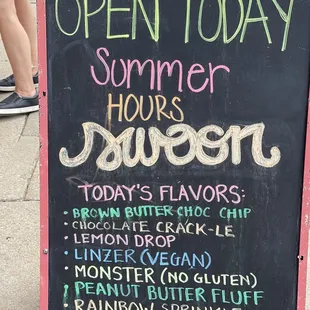 OPEN TODAY
Summer
HOURS
swoon
TODAY'S FLAVORS:
• BROWN BUTTER CHOC CHIP
• CHOCOLATE CRACK-LE
• LEMON DROP
• LINZER (VEGAN)
• MONSTER (NO GLUTEN)
• PEANUT BUTTER FLUFF
• RAINBOW SPRINKLE